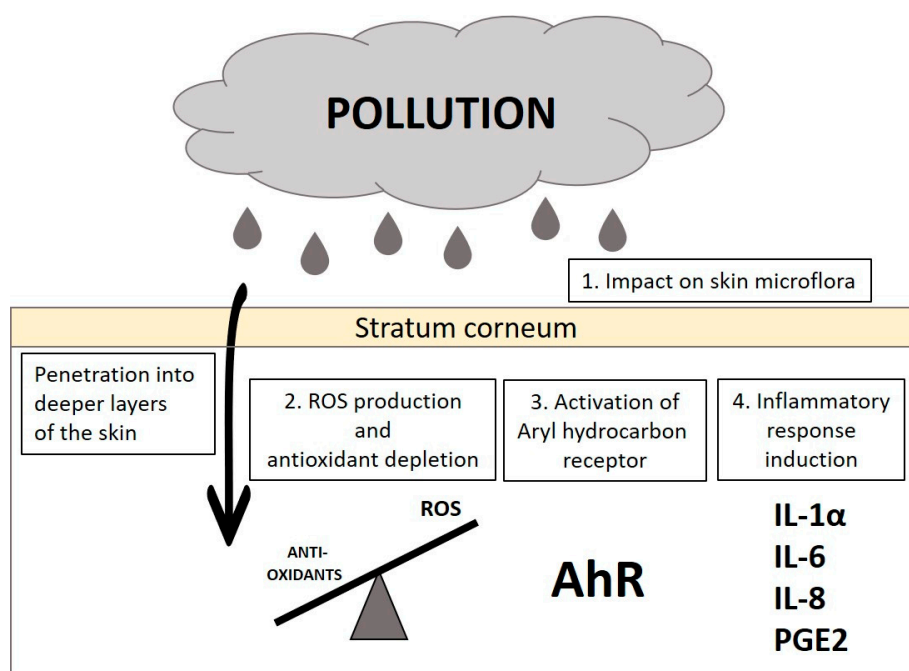 POLLUTION
1. Impact on skin microflora
Stratum corneum
Penetration into
deeper layers
of the skin
2. ROS production
and
antioxidant depletion
3. Activation of
Aryl hydrocarbon
receptor
4. Inflammatory
response
induction
ROS
ANTI-
OXIDANTS
AhR
IL-1α
IL-6
IL-8
PGE2